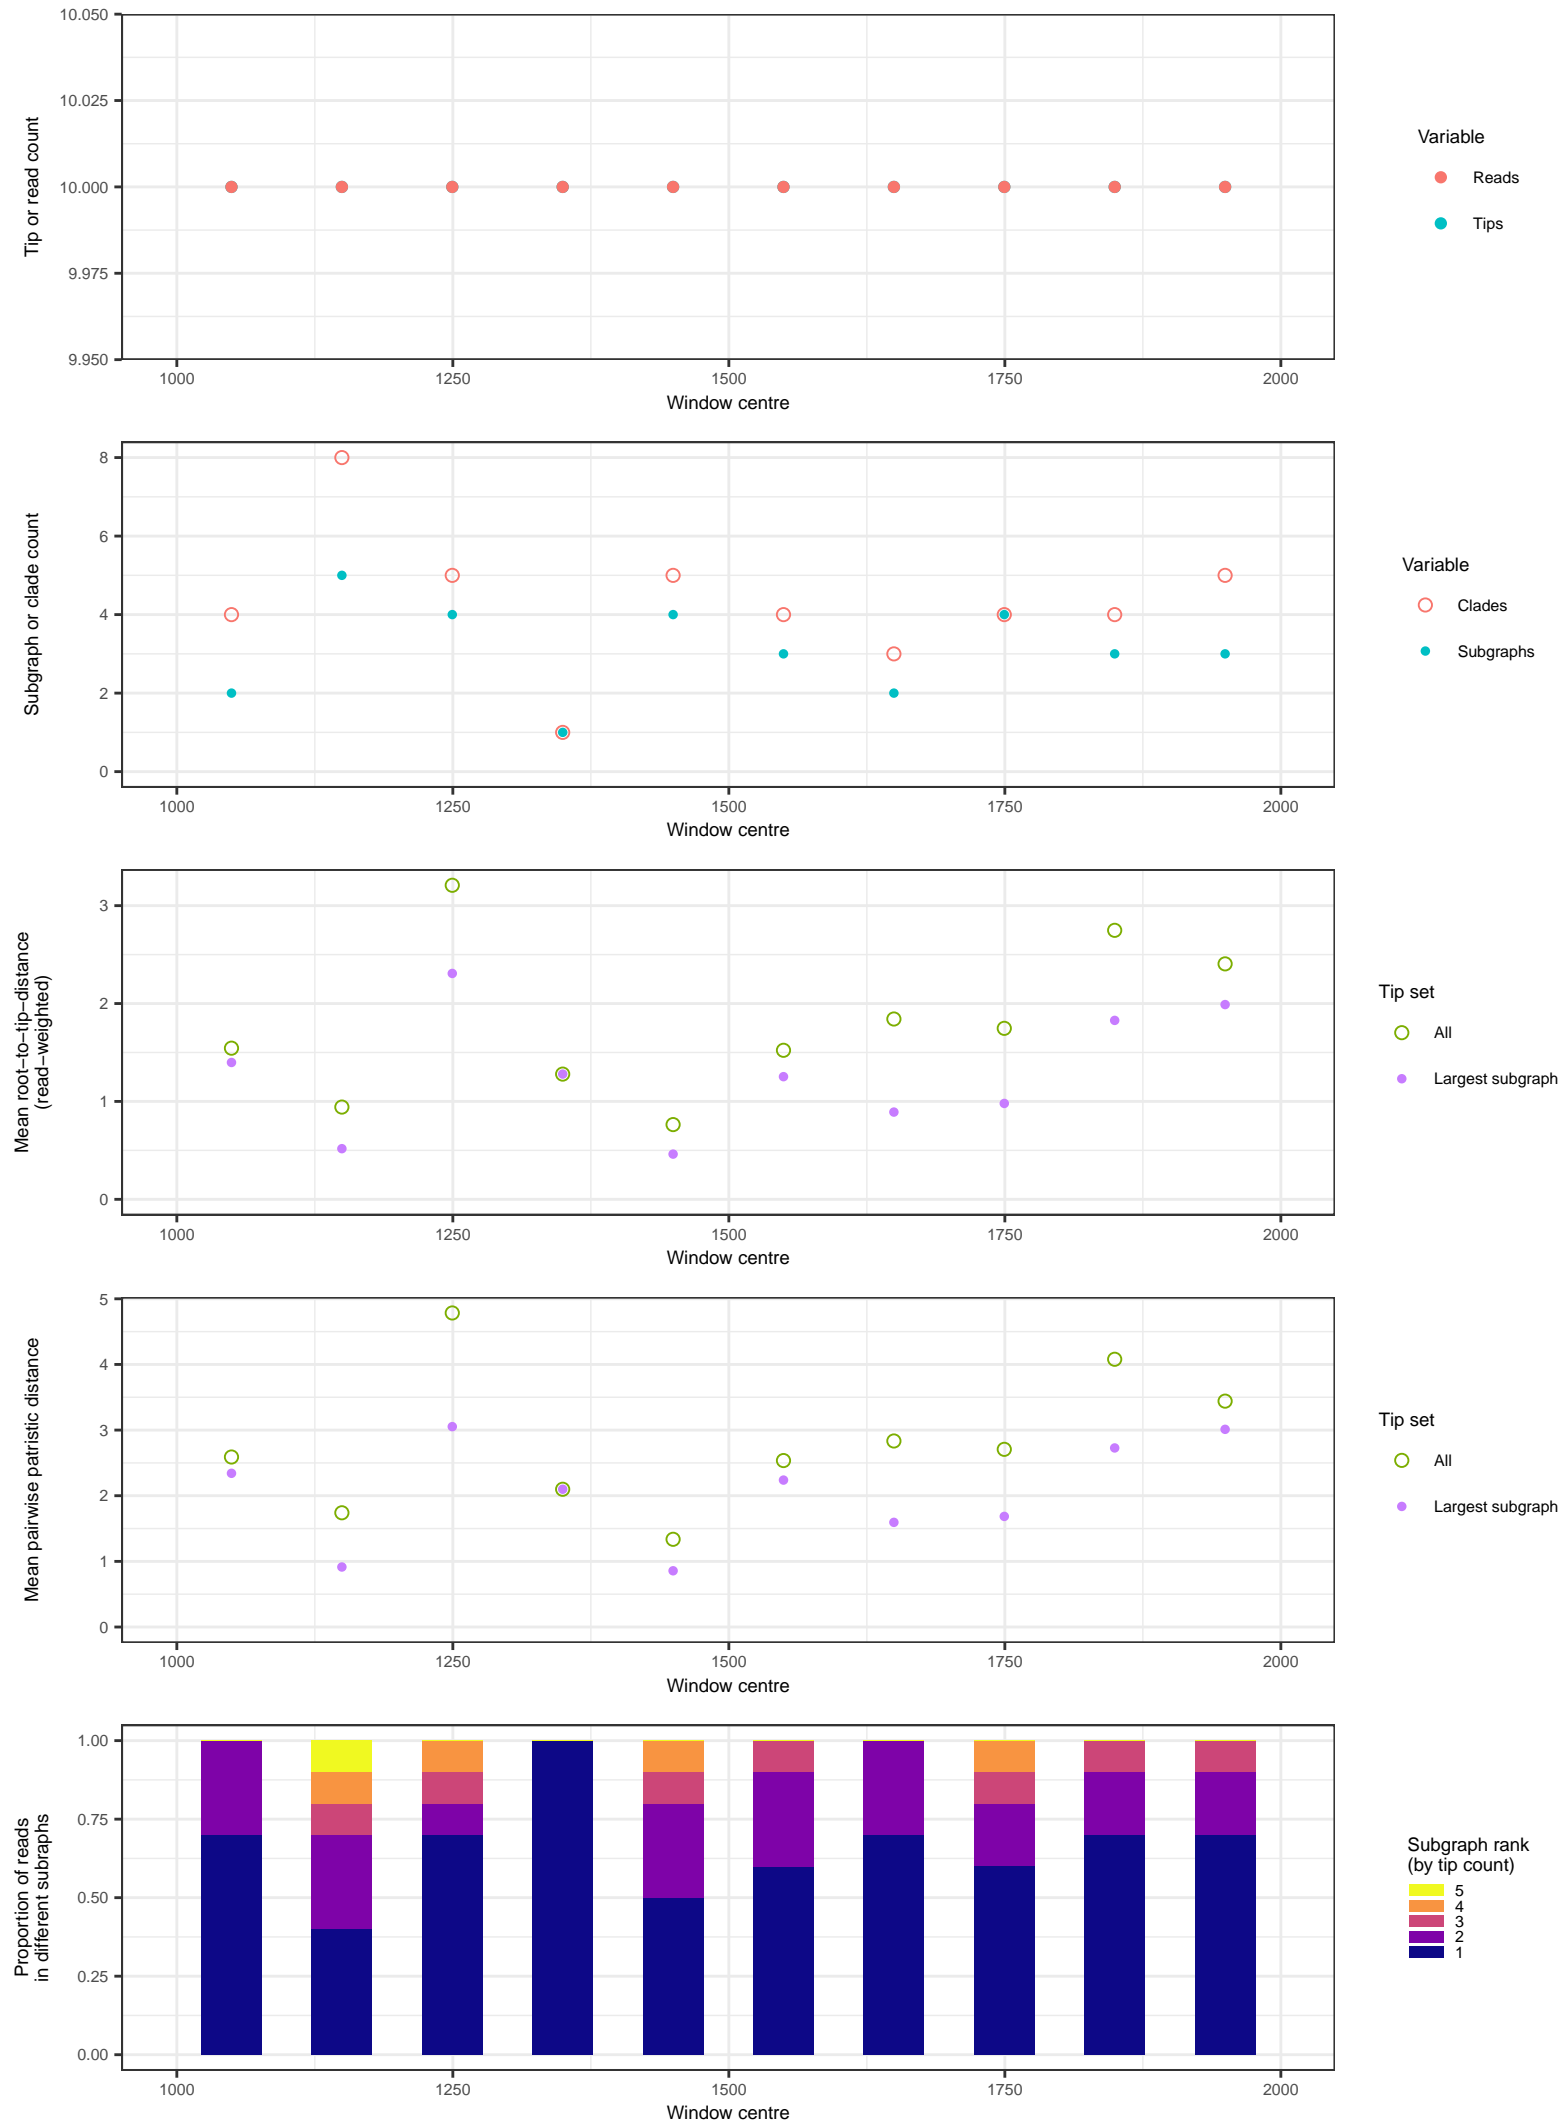 10.050
10.025
10.000
9.975
9.950
Tip or read count
1000 1250 1500 1750 2000
Window centre
Variable
Reads
Tips
8
6
4
2
0
Subgraph or clade count
1000 1250 1500 1750 2000
Window centre
Variable
Clades
Subgraphs
3
2
1
0
Mean root−to−tip−distance
(read−weighted)
1000 1250 1500 1750 2000
Window centre
Tip set
All
Largest subgraph
5
4
3
2
1
0
Mean pairwise patristic distance
1000 1250 1500 1750 2000
Window centre
Tip set
All
Largest subgraph
1.00
0.75
0.50
0.25
0.00
Proportion of reads
in different subraphs
1000 1250 1500 1750 2000
Window centre
Subgraph rank
(by tip count)
5
4
3
2
1